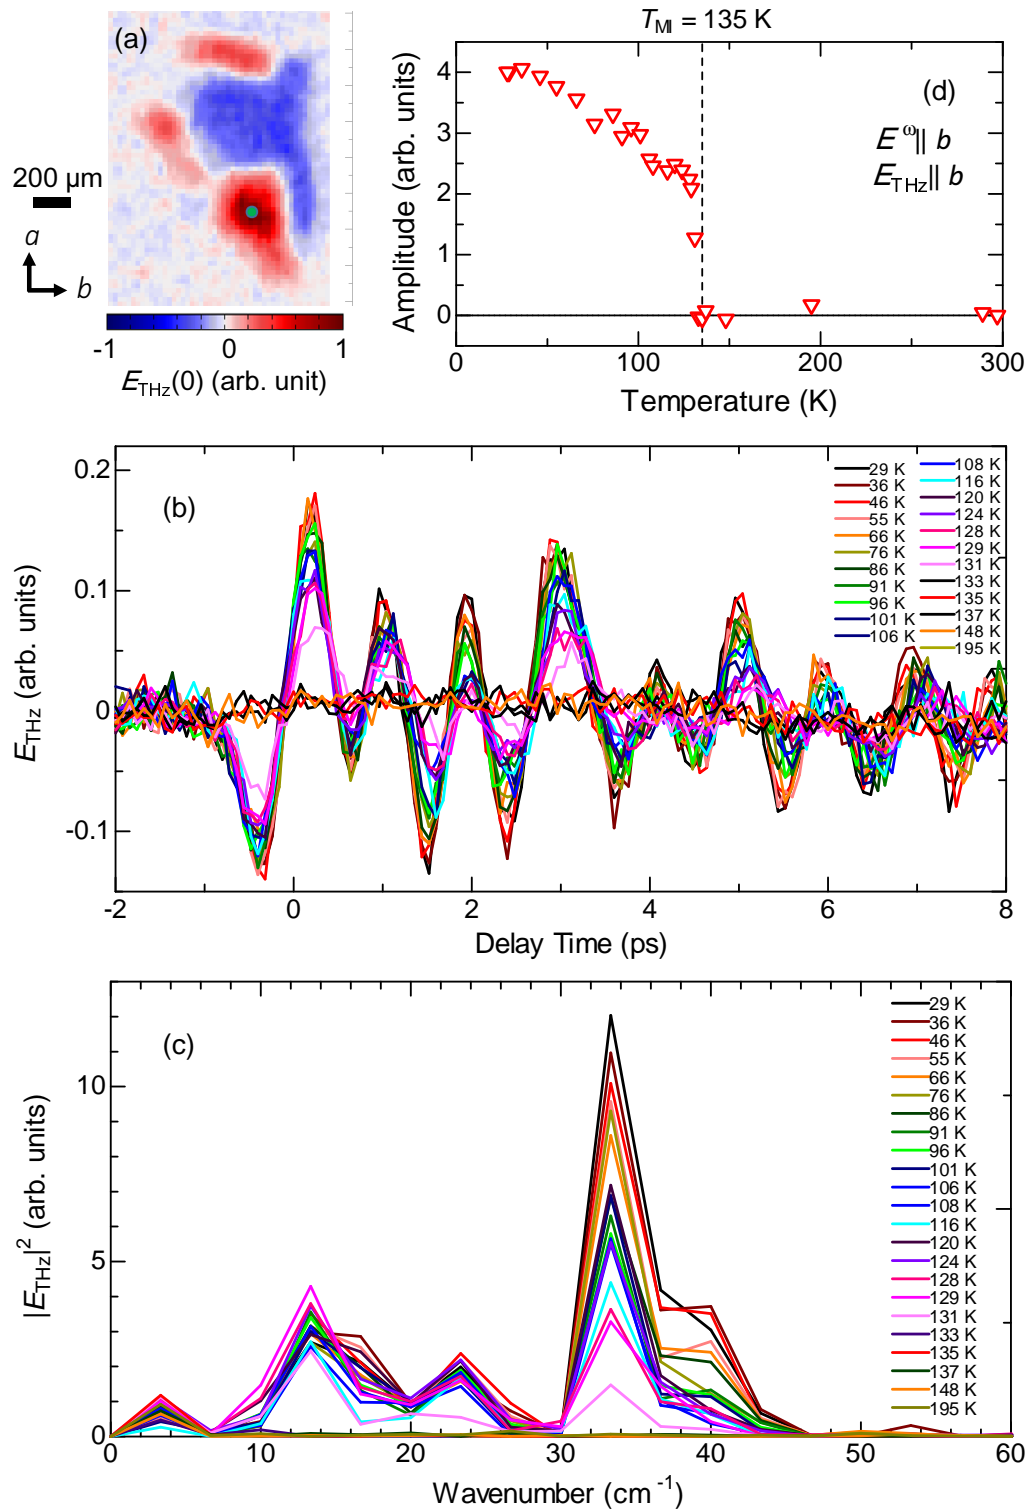 (a)
200 µm
a
b
-1 0 1
E_THz(0) (arb. unit)
T_MI = 135 K
(d)
E^ω∥ b
E_THz∥ b
Amplitude (arb. units)
4
3
2
1
0
0 100 200 300
Temperature (K)
(b)
E_THz (arb. units)
0.2
0.1
0
-0.1
-2 0 2 4 6 8
Delay Time (ps)
29 K
36 K
46 K
55 K
66 K
76 K
86 K
91 K
96 K
101 K
106 K
108 K
116 K
120 K
124 K
128 K
129 K
131 K
133 K
135 K
137 K
148 K
195 K
(c)
|E_THz|² (arb. units)
10
5
0
0 10 20 30 40 50 60
Wavenumber (cm⁻¹)
29 K
36 K
46 K
55 K
66 K
76 K
86 K
91 K
96 K
101 K
106 K
108 K
116 K
120 K
124 K
128 K
129 K
131 K
133 K
135 K
137 K
148 K
195 K